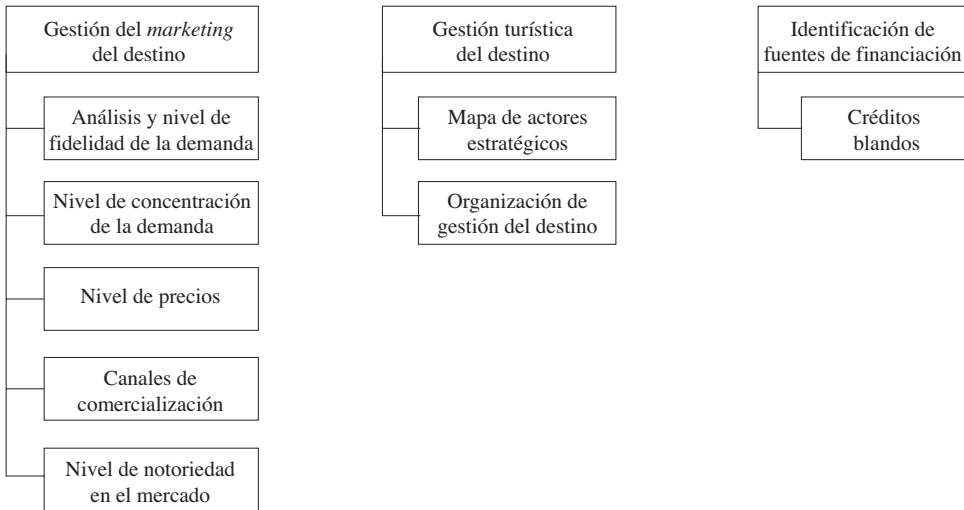 Gestión del marketing
del destino
Análisis y nivel de
fidelidad de la demanda
Nivel de concentración
de la demanda
Nivel de precios
Canales de
comercialización
Nivel de notoriedad
en el mercado
Gestión turística
del destino
Mapa de actores
estratégicos
Organización de
gestión del destino
Identificación de
fuentes de financiación
Créditos
blandos